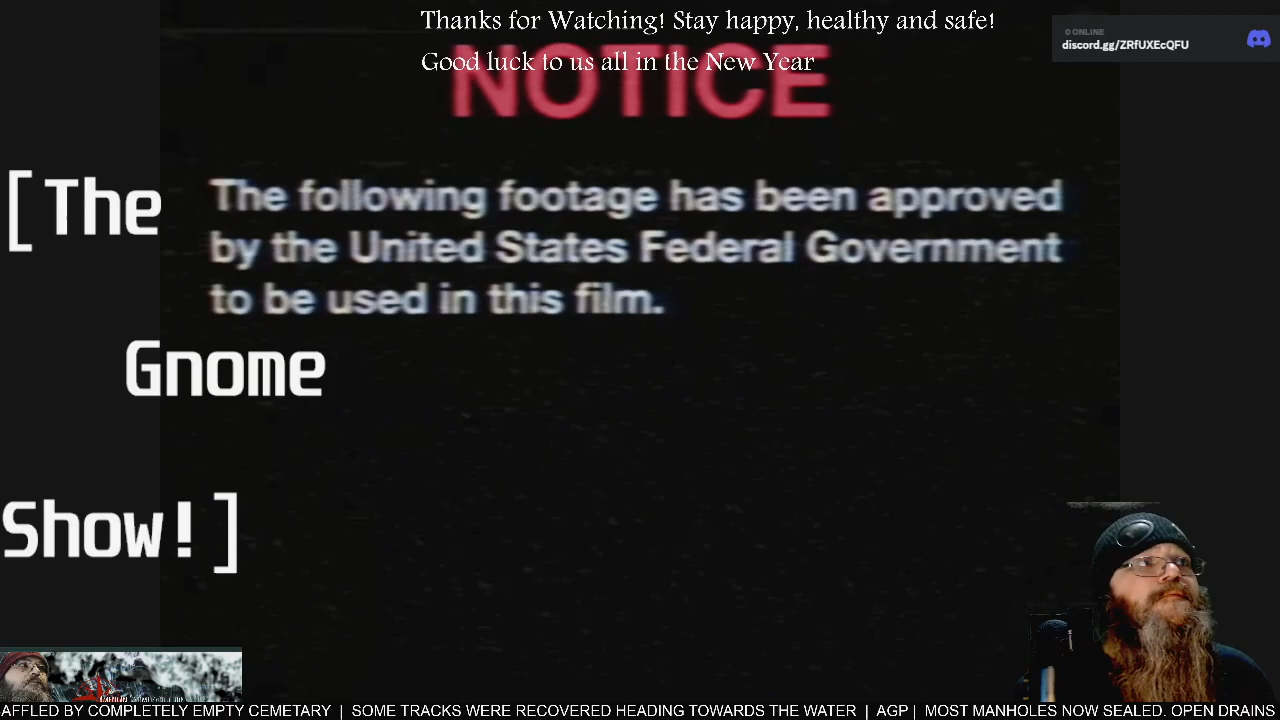 Thanks for Watching! Stay happy, healthy and safe!
Good luck to us all in the New Year
0 ONLINE
discord.gg/ZRfUXEcQFU
NOTICE
The following footage has been approved
by the United States Federal Government
to be used in this film.
[The
Gnome
Show!]
AFFLED BY COMPLETELY EMPTY CEMETARY | SOME TRACKS WERE RECOVERED HEADING TOWARDS THE WATER | AGP | MOST MANHOLES NOW SEALED. OPEN DRAINS